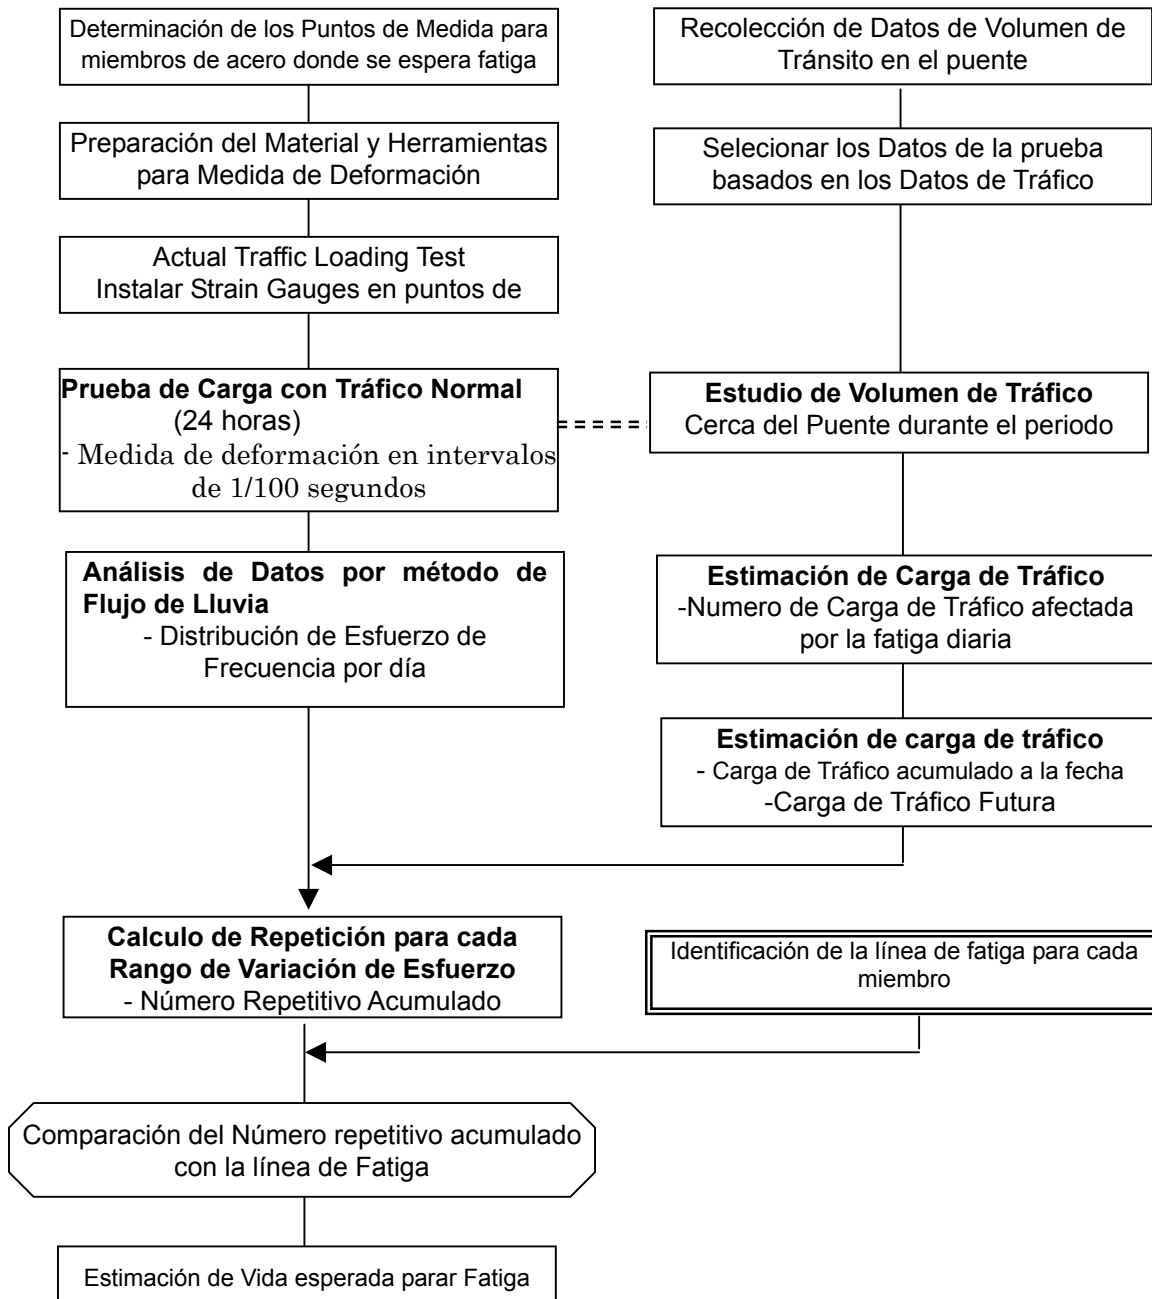 Determinación de los Puntos de Medida para
miembros de acero donde se espera fatiga
Recolección de Datos de Volumen de
Tránsito en el puente
Preparación del Material y Herramientas
para Medida de Deformación
Selecionar los Datos de la prueba
basados en los Datos de Tráfico
Actual Traffic Loading Test
Instalar Strain Gauges en puntos de
Prueba de Carga con Tráfico Normal
(24 horas)
- Medida de deformación en intervalos
de 1/100 segundos
Estudio de Volumen de Tráfico
Cerca del Puente durante el periodo
Análisis de Datos por método de
Flujo de Lluvia
- Distribución de Esfuerzo de
Frecuencia por día
Estimación de Carga de Tráfico
-Numero de Carga de Tráfico afectada
por la fatiga diaria
Estimación de carga de tráfico
- Carga de Tráfico acumulado a la fecha
-Carga de Tráfico Futura
Calculo de Repetición para cada
Rango de Variación de Esfuerzo
- Número Repetitivo Acumulado
Identificación de la línea de fatiga para cada
miembro
Comparación del Número repetitivo acumulado
con la línea de Fatiga
Estimación de Vida esperada parar Fatiga